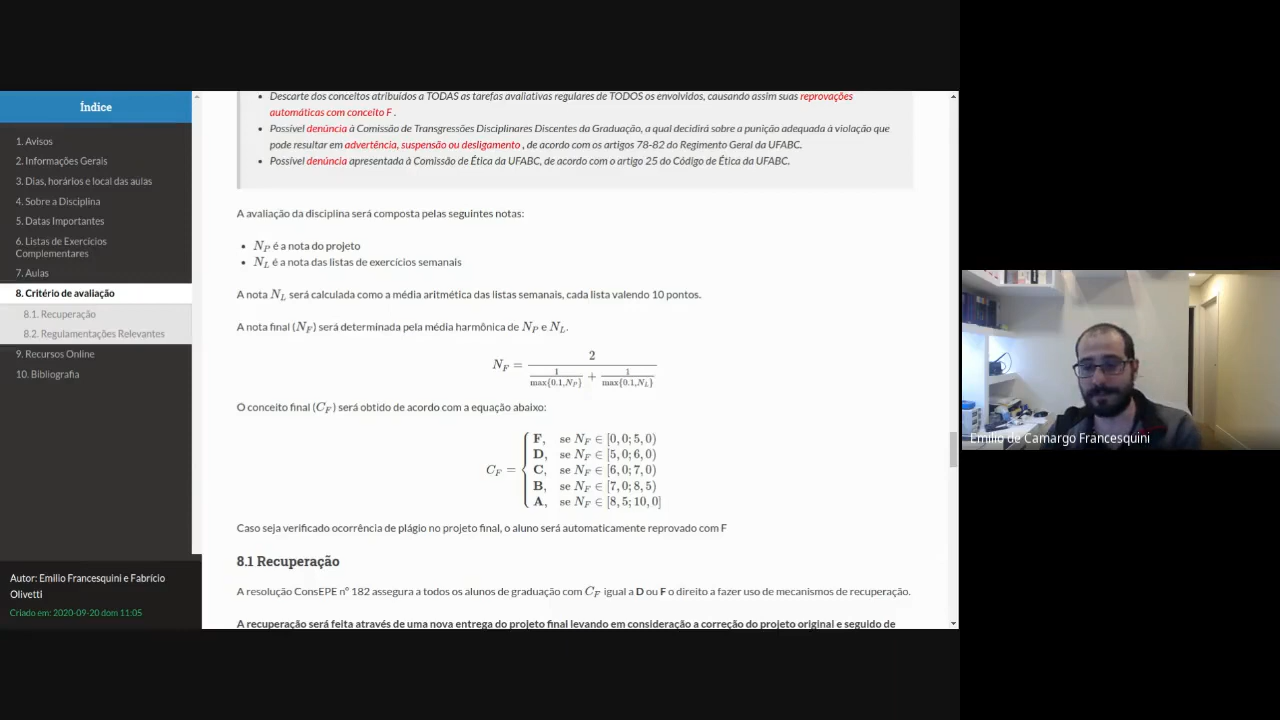 Índice
1. Avisos
2. Informações Gerais
3. Dias, horários e local das aulas
4. Sobre a Disciplina
5. Datas Importantes
6. Listas de Exercícios
Complementares
7. Aulas
8. Critério de avaliação
8.1. Recuperação
8.2. Regulamentações Relevantes
9. Recursos Online
10. Bibliografia
Autor: Emilio Francesquini e Fabrício
Olivetti
Criado em: 2020-09-20 dom 11:05
• Descarte dos conceitos atribuídos a TODAS as tarefas avaliativas regulares de TODOS os envolvidos, causando assim suas reprovações
automáticas com conceito F .
• Possível denúncia à Comissão de Transgressões Disciplinares Discentes da Graduação, a qual decidirá sobre a punição adequada à violação que
pode resultar em advertência, suspensão ou desligamento , de acordo com os artigos 78-82 do Regimento Geral da UFABC.
• Possível denúncia apresentada à Comissão de Ética da UFABC, de acordo com o artigo 25 do Código de Ética da UFABC.
A avaliação da disciplina será composta pelas seguintes notas:
• N_P é a nota do projeto
• N_L é a nota das listas de exercícios semanais
A nota N_L será calculada como a média aritmética das listas semanais, cada lista valendo 10 pontos.
A nota final (N_F) será determinada pela média harmônica de N_P e N_L.
N_F = 2 / (1/max{0.1,N_P} + 1/max{0.1,N_L})
O conceito final (C_F) será obtido de acordo com a equação abaixo:
C_F = {
F, se N_F ∈ [0, 0; 5, 0)
D, se N_F ∈ [5, 0; 6, 0)
C, se N_F ∈ [6, 0; 7, 0)
B, se N_F ∈ [7, 0; 8, 5)
A, se N_F ∈ [8, 5; 10, 0]
Caso seja verificado ocorrência de plágio no projeto final, o aluno será automaticamente reprovado com F
8.1 Recuperação
A resolução ConsEPE nº 182 assegura a todos os alunos de graduação com C_F igual a D ou F o direito a fazer uso de mecanismos de recuperação.
A recuperação será feita através de uma nova entrega do projeto final levando em consideração a correção do projeto original e seguido de
Emilio de Camargo Francesquini